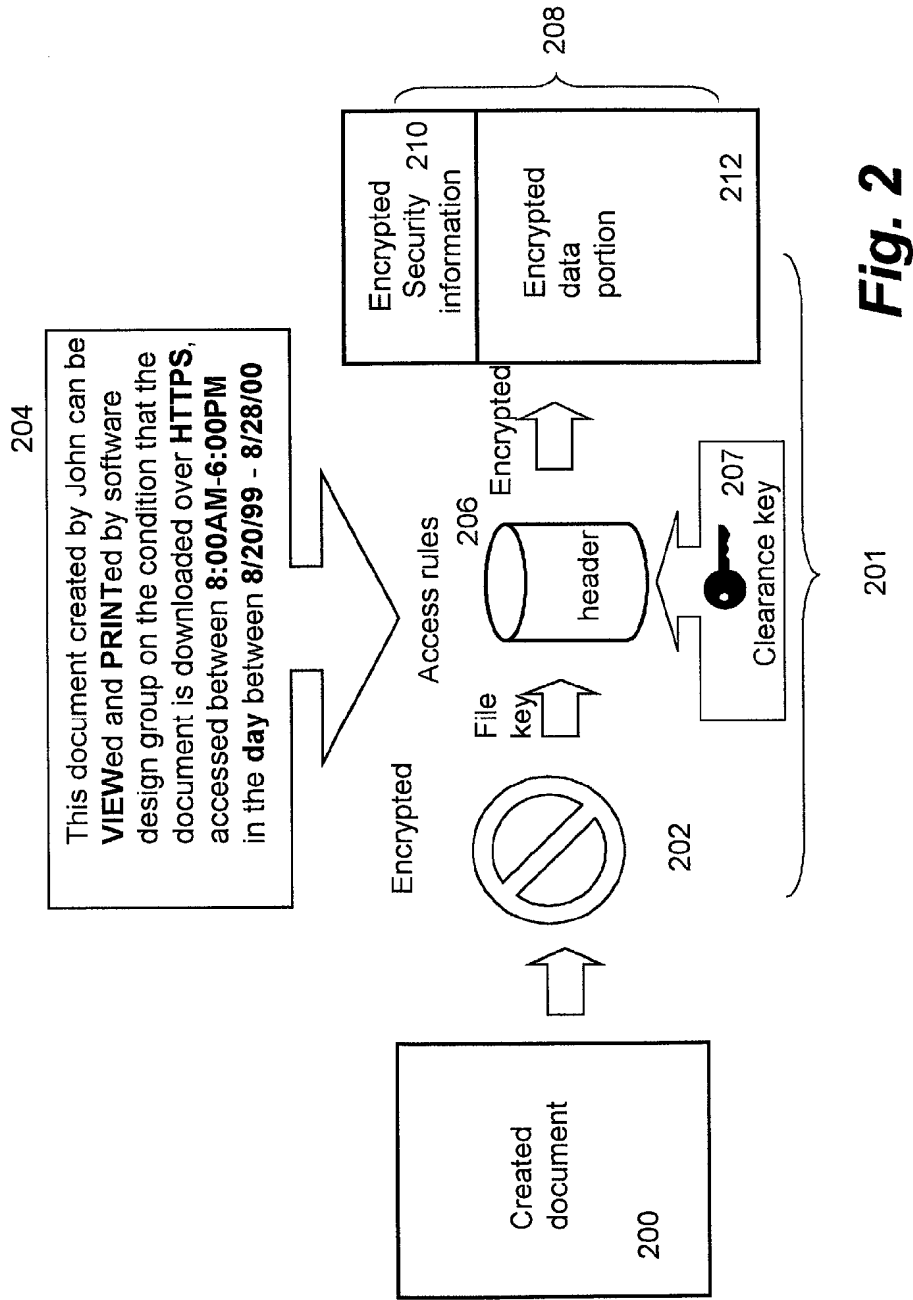 204
This document created by John can be
VIEWed and PRINTed by software
design group on the condition that the
document is downloaded over HTTPS,
accessed between 8:00AM-6:00PM
in the day between 8/20/99 - 8/28/00
Created
document
200
Encrypted
202
File
key
Access rules
206
header
207
Clearance key
Encrypted
Encrypted
Security 210
information
Encrypted
data
portion
212
208
201
Fig. 2